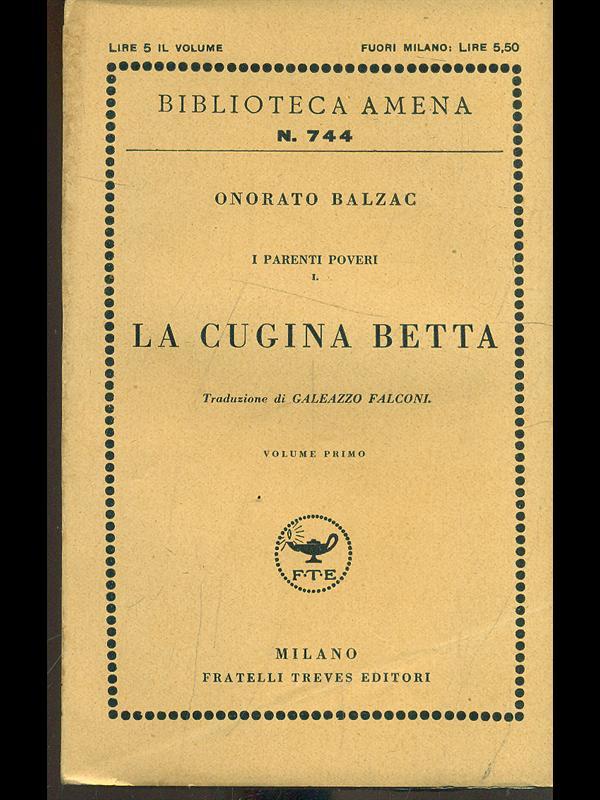 LIRE 5 IL VOLUME FUORI MILANO: LIRE 5,50
BIBLIOTECA AMENA
N. 744
ONORATO BALZAC
I PARENTI POVERI
I.
LA CUGINA BETTA
Traduzione di GALEAZZO FALCONI.
VOLUME PRIMO
F·T·E
MILANO
FRATELLI TREVES EDITORI